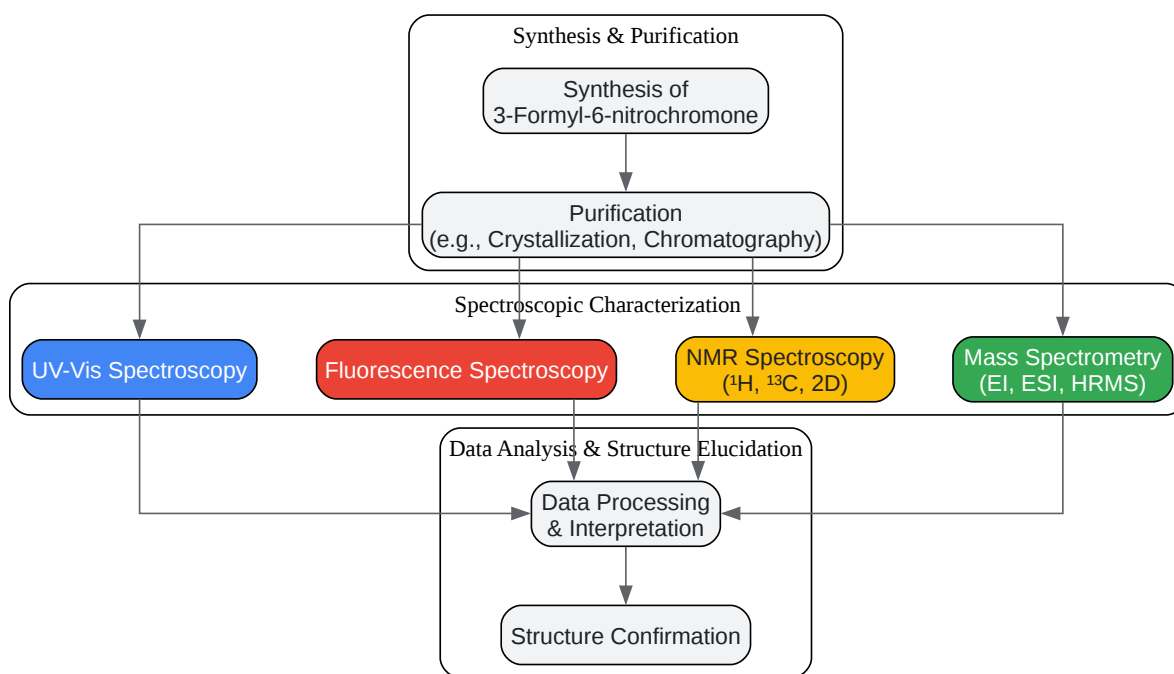 Synthesis & Purification
Synthesis of
3-Formyl-6-nitrochromone
Purification
(e.g., Crystallization, Chromatography)
Spectroscopic Characterization
UV-Vis Spectroscopy
Fluorescence Spectroscopy
NMR Spectroscopy
(¹H, ¹³C, 2D)
Mass Spectrometry
(EI, ESI, HRMS)
Data Analysis & Structure Elucidation
Data Processing
& Interpretation
Structure Confirmation